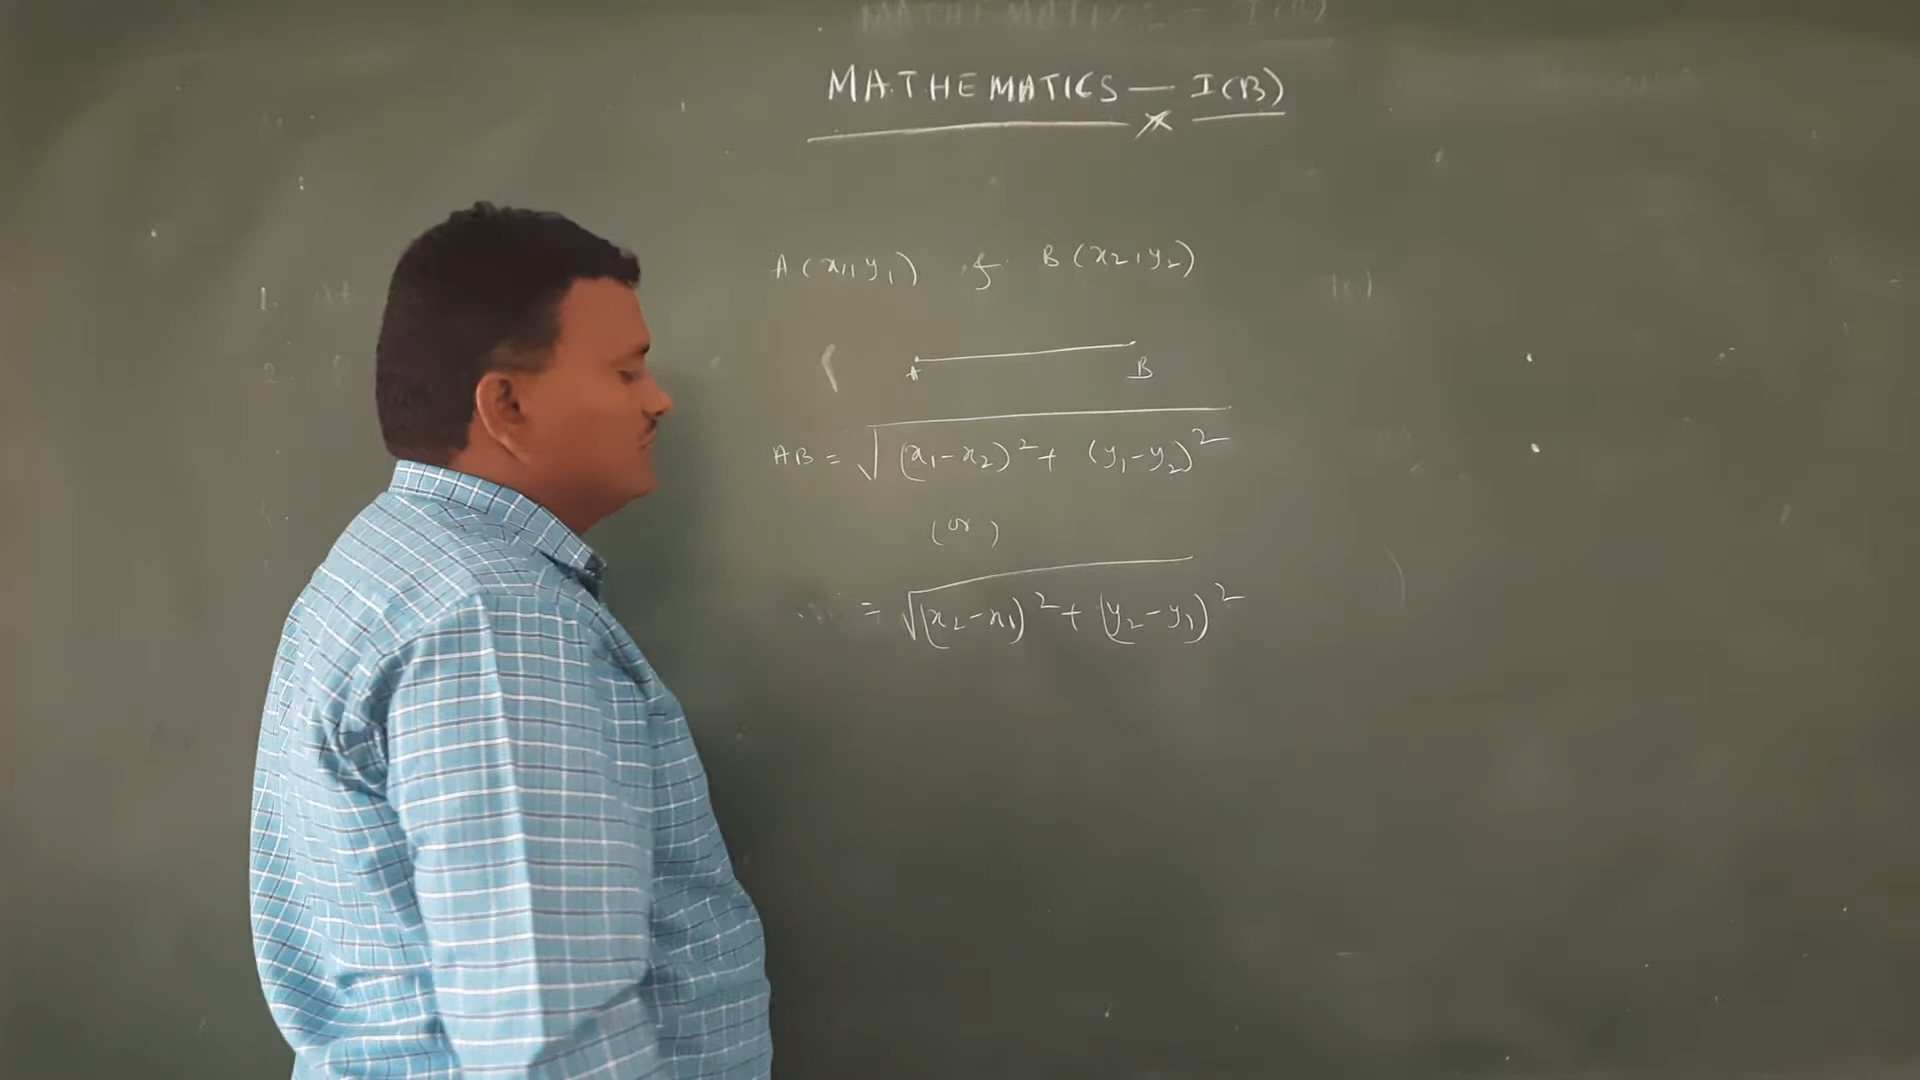 MATHEMATICS — I(B)
A(x₁, y₁) & B(x₂, y₂)
A B
AB = √(x₁-x₂)² + (y₁-y₂)²
(or)
= √(x₂-x₁)² + (y₂-y₁)²